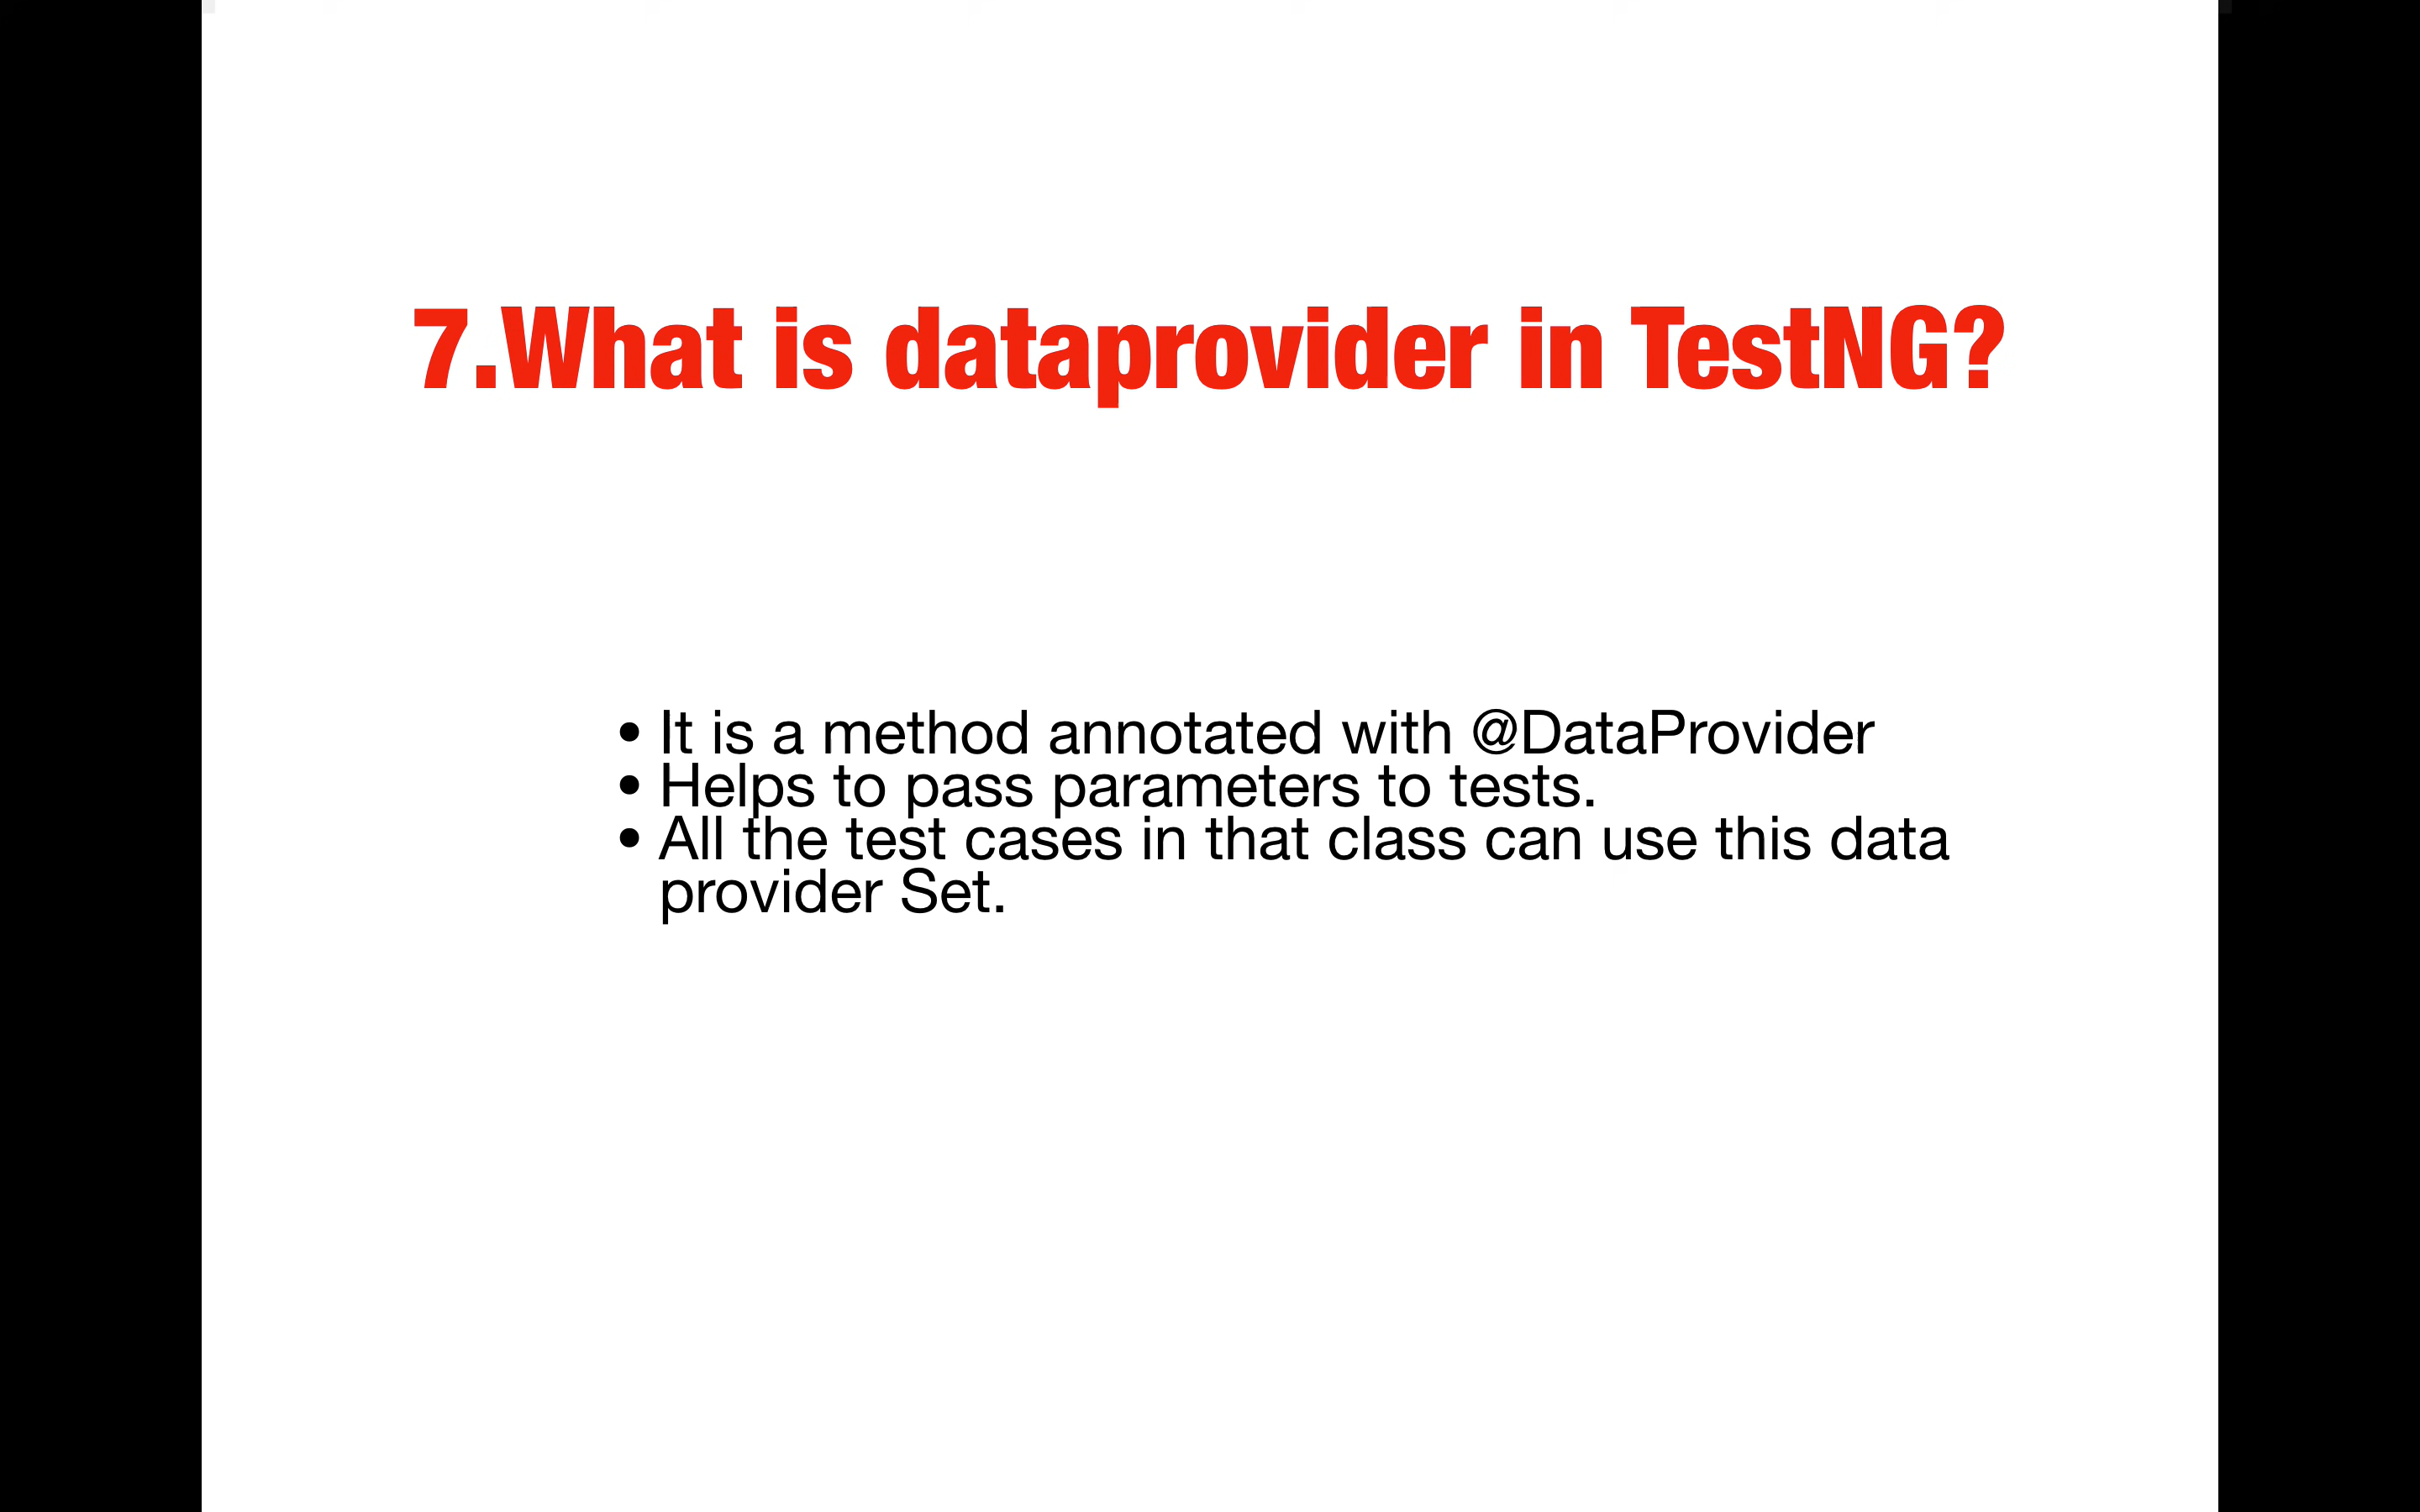 7.What is dataprovider in TestNG?
• It is a method annotated with @DataProvider
• Helps to pass parameters to tests.
• All the test cases in that class can use this data
provider Set.